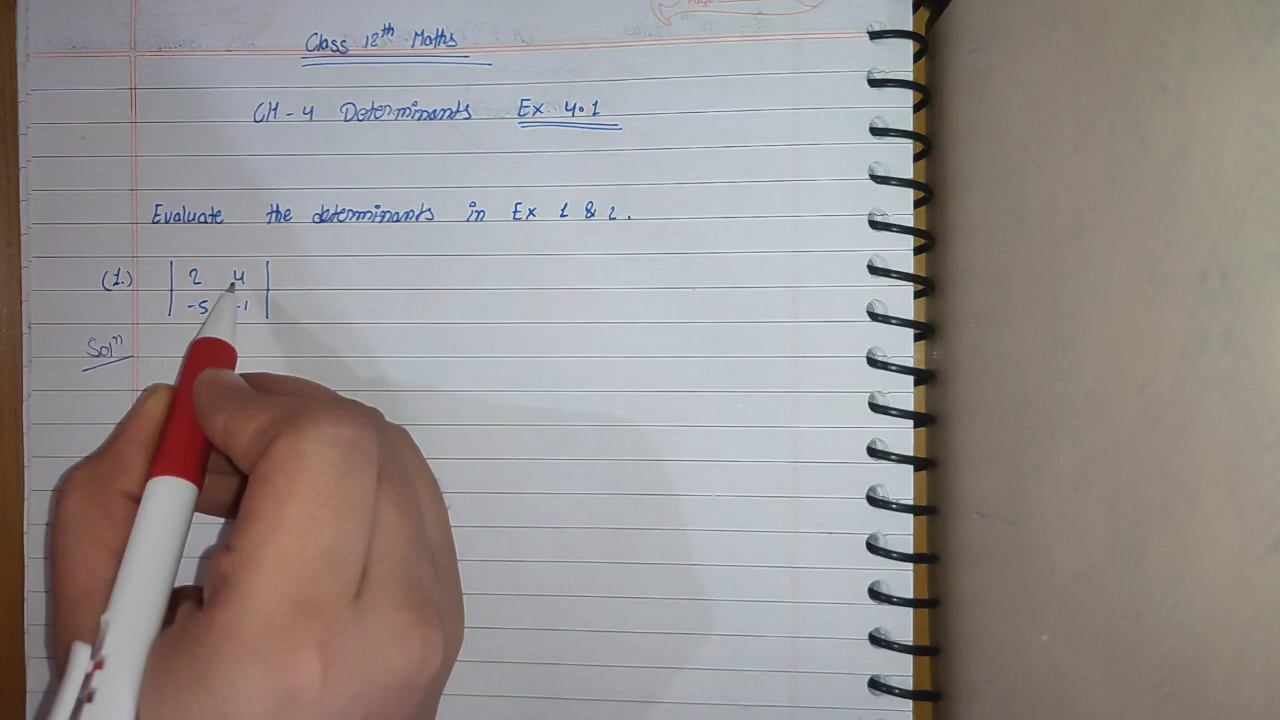 Class 12th Maths
CH-4 Determinants Ex 4.1
Evaluate the determinants in Ex 1 & 2.
(1.) | 2 4 |
| -5 -1 |
Solⁿ